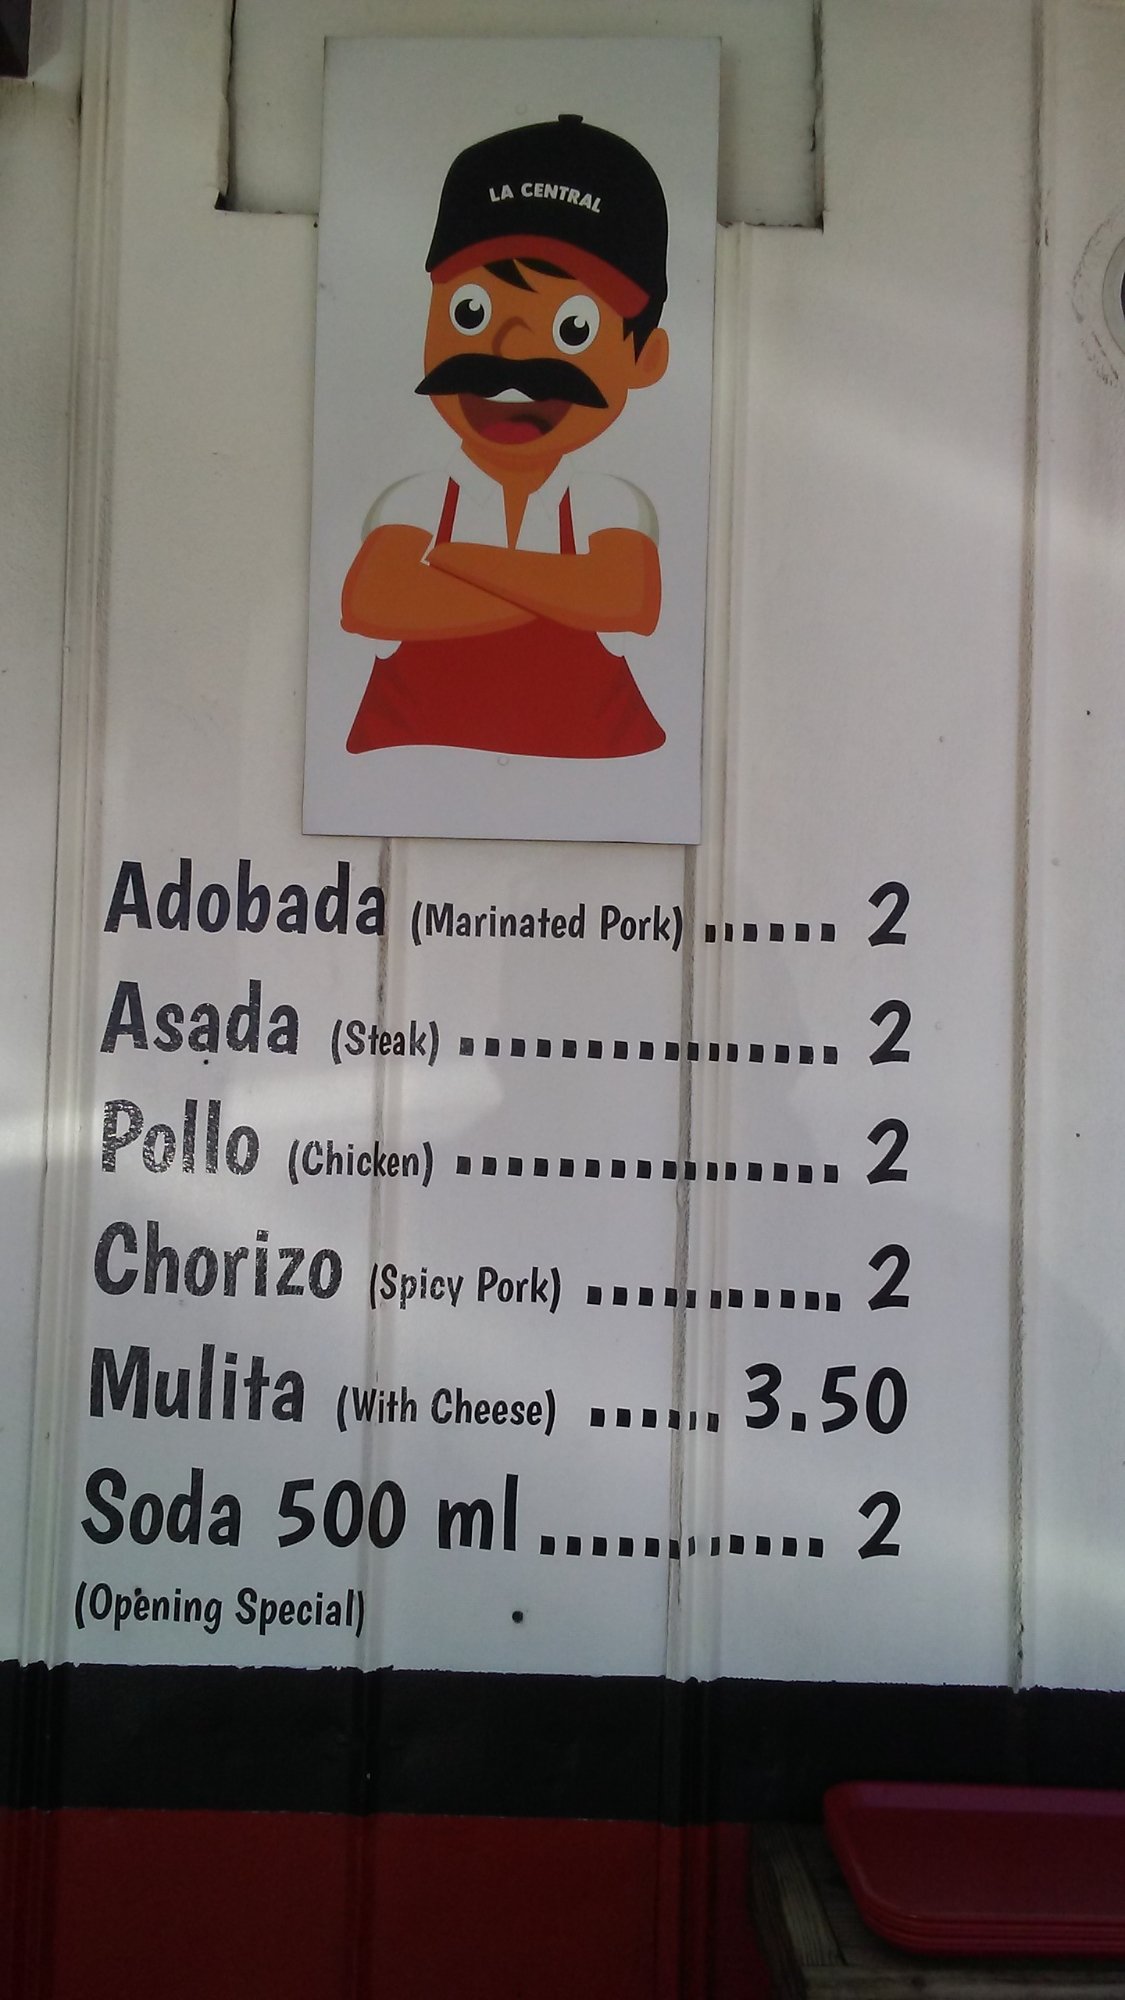 LA CENTRAL
Adobada (Marinated Pork) ...... 2
Asada (Steak) ............... 2
Pollo (Chicken) ............... 2
Chorizo (Spicy Pork) .......... 2
Mulita (With Cheese) ...... 3.50
Soda 500 ml ........... 2
(Opening Special)